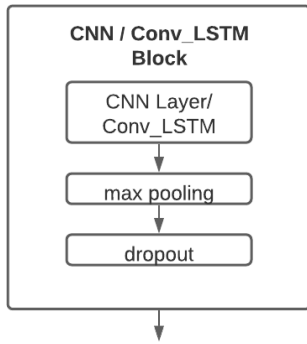 CNN / Conv_LSTM
Block
CNN Layer/
Conv_LSTM
max pooling
dropout